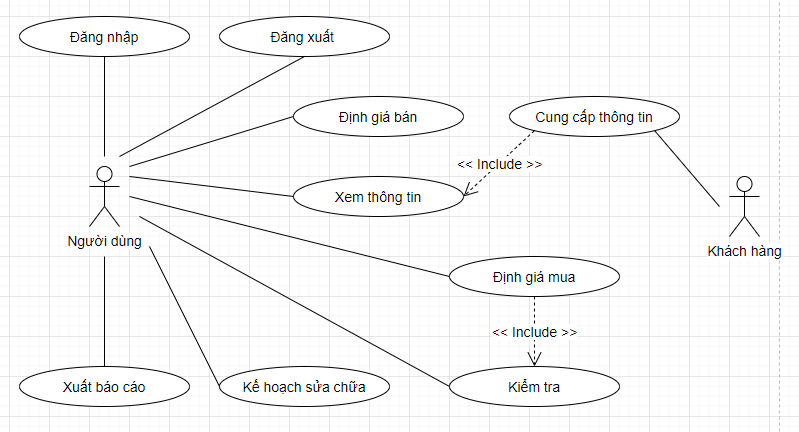 Đăng nhập
Đăng xuất
Định giá bán
Cung cấp thông tin
<< Include >>
Xem thông tin
Người dùng
Khách hàng
Định giá mua
<< Include >>
Xuất báo cáo
Kế hoạch sửa chữa
Kiểm tra